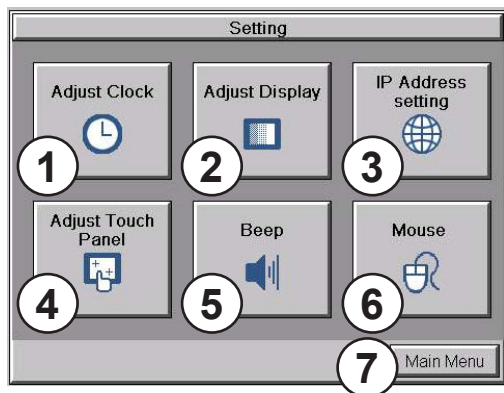 Setting
Adjust Clock
1
Adjust Display
2
IP Address
setting
3
Adjust Touch
Panel
4
Beep
5
Mouse
6
7
Main Menu